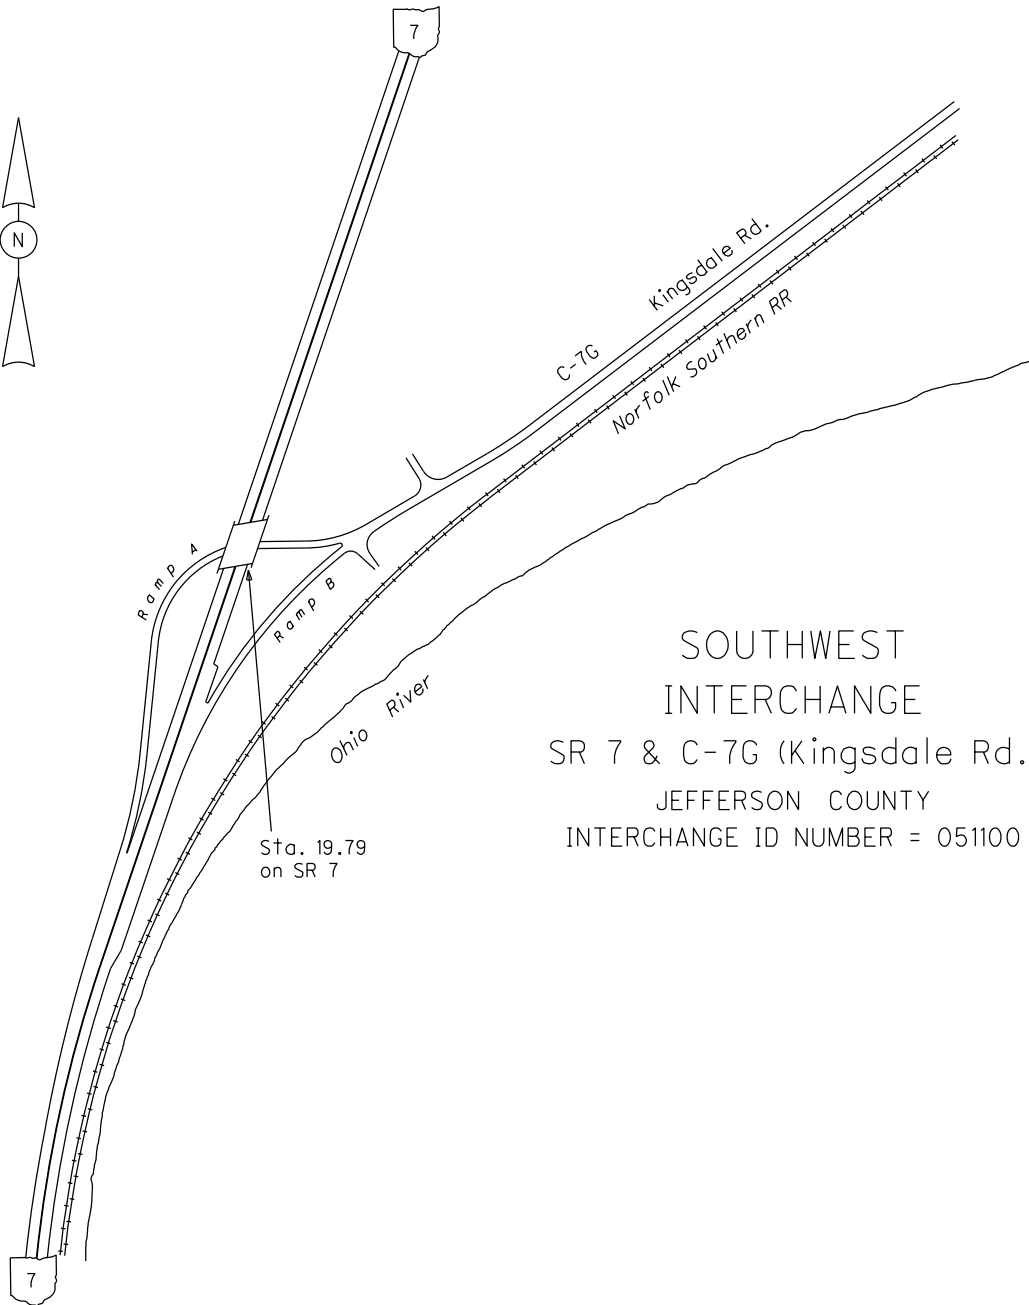 7
N
Kingsdale Rd.
C-7G
Norfolk Southern RR
Ramp A
Ramp B
Ohio River
SOUTHWEST
INTERCHANGE
SR 7 & C-7G (Kingsdale Rd.
JEFFERSON COUNTY
INTERCHANGE ID NUMBER = 051100
Sta. 19.79
on SR 7
7